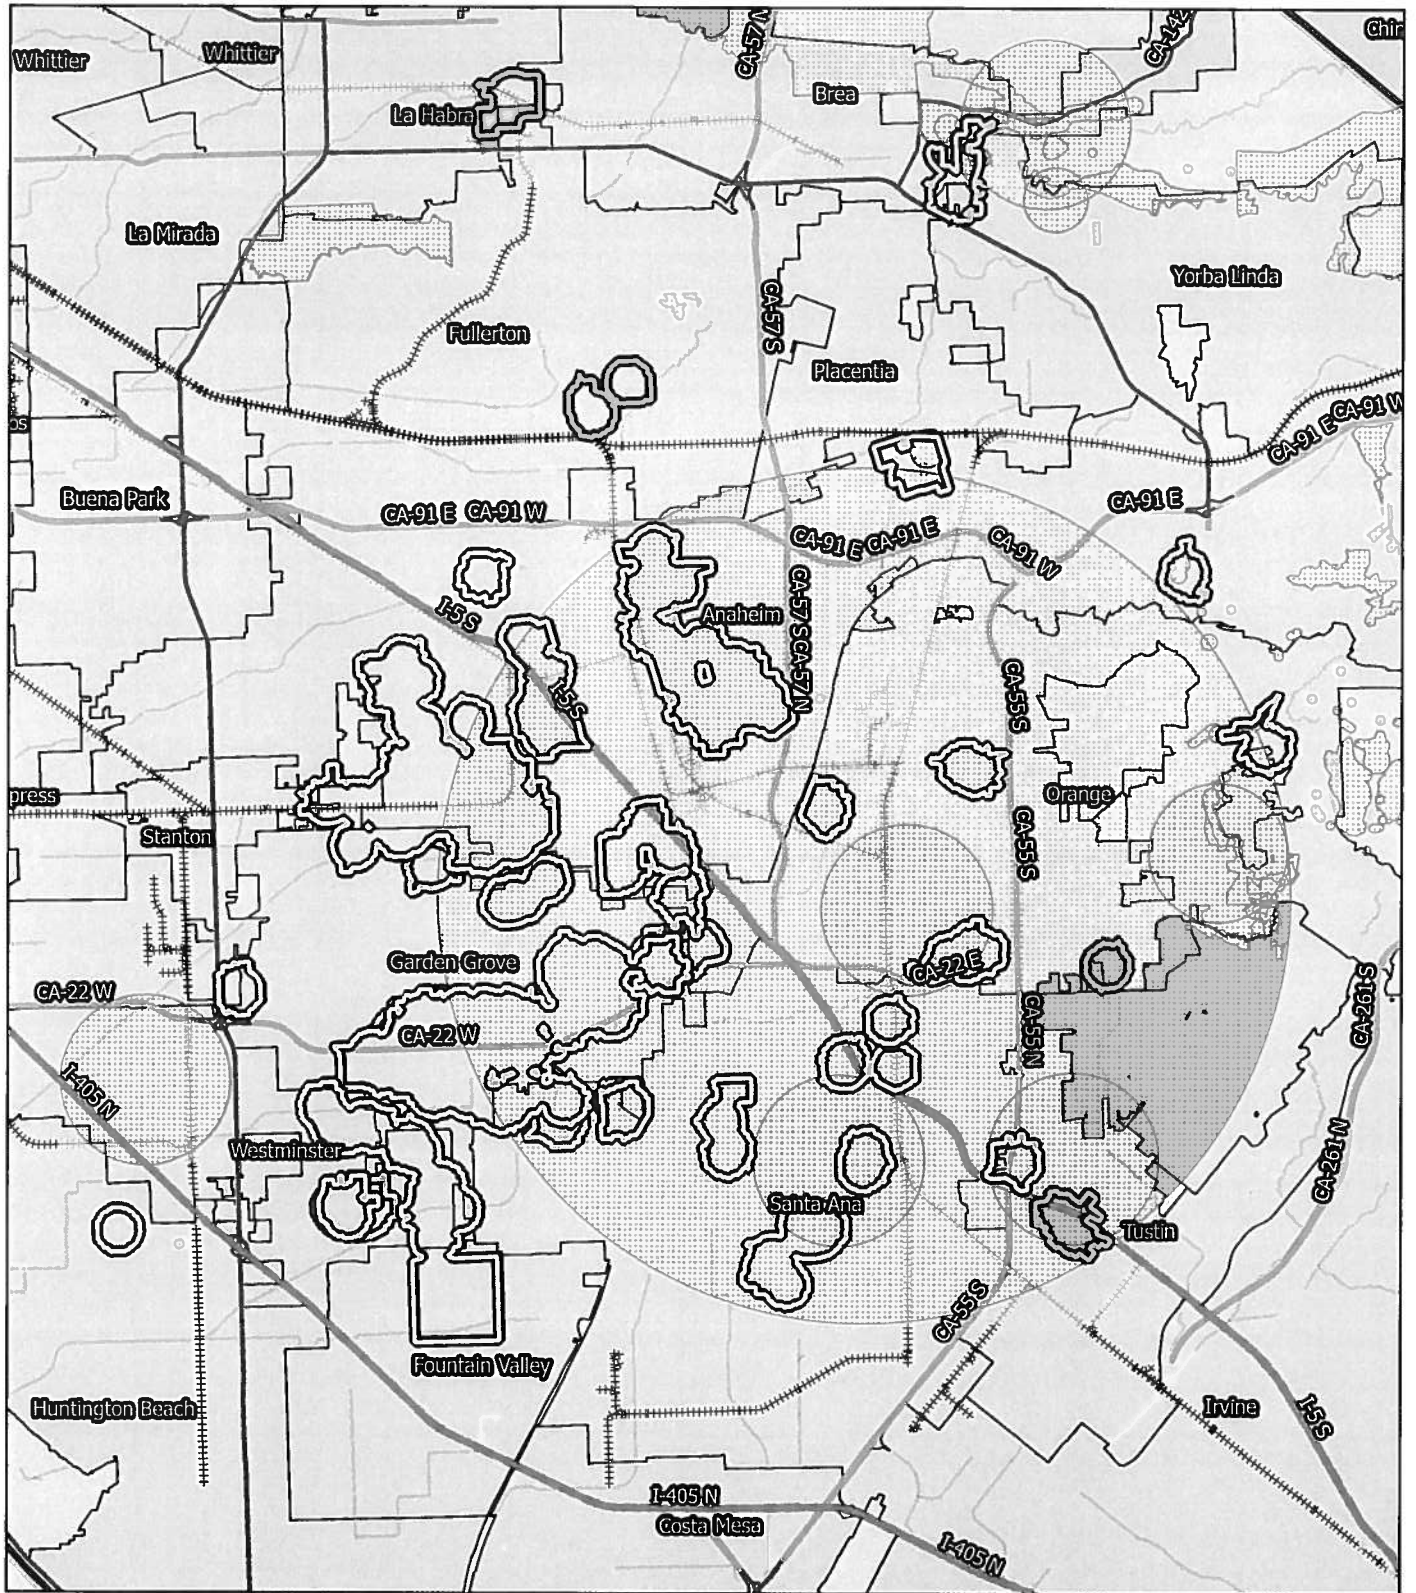 CA-57 N
CA-142
Chin
Whittier
Whittier
Brea
La Habra
La Mirada
Yorba Linda
CA-57 S
Fullerton
Placentia
CA-91 E
CA-91 W
os
Buena Park
CA-91 E
CA-91 W
CA-91 E
CA-91 E
CA-91 E
CA-91 W
I-5 S
Anaheim
CA-57 S
CA-57 N
I-5 S
CA-55 S
press
Orange
Stanton
CA-55 S
Garden Grove
CA-22 E
CA-22 W
CA-261 S
CA-22 W
CA-55 N
I-405 N
Westminster
CA-261 N
Santa Ana
Tustin
CA-55 S
Fountain Valley
Huntington Beach
Irvine
I-5 S
I-405 N
Costa Mesa
I-405 N